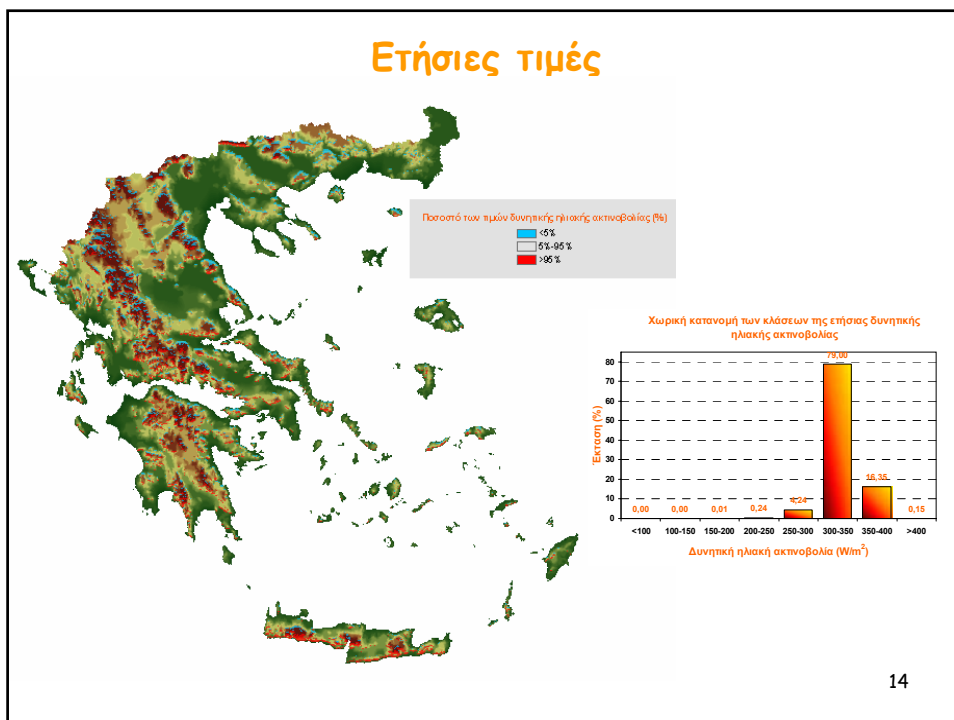 Ετήσιες τιμές
Ποσοστό των τιμών δυνητικής ηλιακής ακτινοβολίας (%)
<5%
5%-95%
>95%
Χωρική κατανομή των κλάσεων της ετήσιας δυνητικής
ηλιακής ακτινοβολίας
Έκταση (%)
80
70
60
50
40
30
20
10
0
0,00 0,00 0,01 0,24 4,24 79,00 16,35 0,15
<100 100-150 150-200 200-250 250-300 300-350 350-400 >400
Δυνητική ηλιακή ακτινοβολία (W/m²)
14